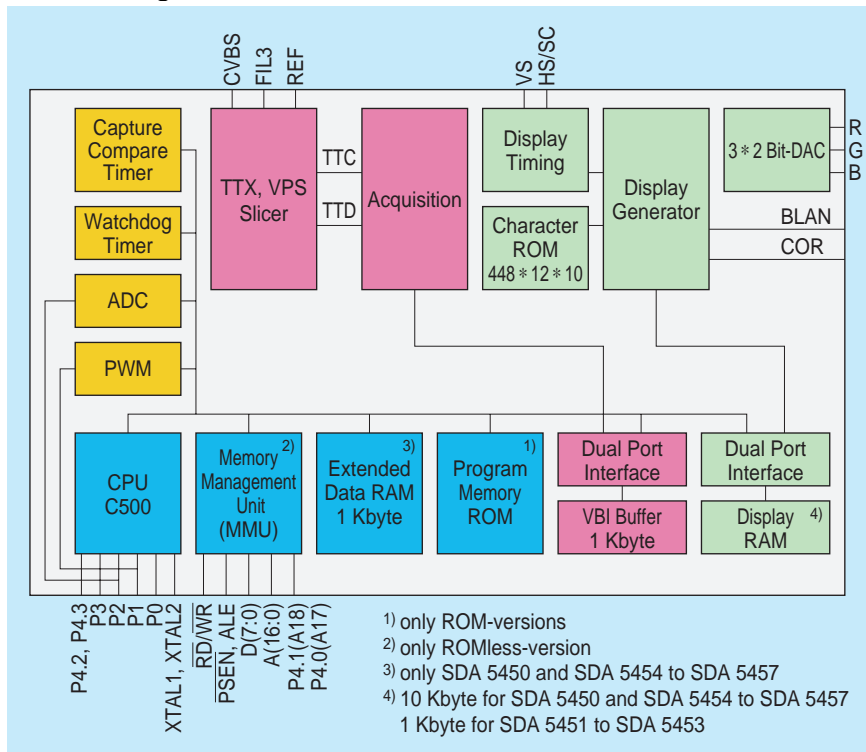 CVBS
FIL3
REF
VS
HS/SC
Capture
Compare
Timer
TTX, VPS
Slicer
TTC
TTD
Acquisition
Display
Timing
Display
Generator
3 * 2 Bit-DAC
R
G
B
Watchdog
Timer
Character
ROM
448 * 12 * 10
BLAN
COR
ADC
PWM
CPU
C500
Memory 2)
Management
Unit
(MMU)
3)
Extended
Data RAM
1 Kbyte
1)
Program
Memory
ROM
Dual Port
Interface
VBI Buffer
1 Kbyte
Dual Port
Interface
Display 4)
RAM
P4.2, P4.3
P3
P2
P1
P0
XTAL1, XTAL2
RD/WR
PSEN, ALE
D(7:0)
A(16:0)
P4.1(A18)
P4.0(A17)
1) only ROM-versions
2) only ROMless-version
3) only SDA 5450 and SDA 5454 to SDA 5457
4) 10 Kbyte for SDA 5450 and SDA 5454 to SDA 5457
1 Kbyte for SDA 5451 to SDA 5453